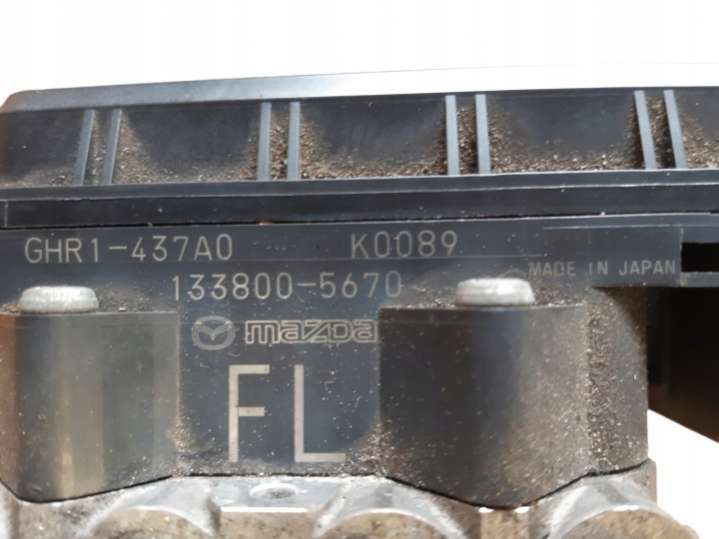 GHR1-437A0 K0089
133800-5670 MADE IN JAPAN
mazda
FL